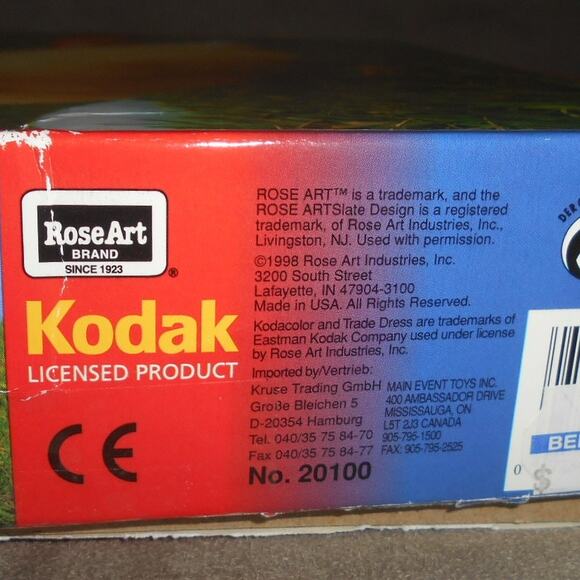 RoseArt
BRAND
SINCE 1923
®
Kodak
LICENSED PRODUCT
CE
ROSE ART™ is a trademark, and the
ROSE ARTSlate Design is a registered
trademark, of Rose Art Industries, Inc.,
Livingston, NJ. Used with permission.
©1998 Rose Art Industries, Inc.
3200 South Street
Lafayette, IN 47904-3100
Made in USA. All Rights Reserved.
Kodacolor and Trade Dress are trademarks of
Eastman Kodak Company used under license
by Rose Art Industries, Inc.
Imported by/Vertrieb:
Kruse Trading GmbH
Große Bleichen 5
D-20354 Hamburg
Tel. 040/35 75 84-70
Fax 040/35 75 84-77
MAIN EVENT TOYS INC.
400 AMBASSADOR DRIVE
MISSISSAUGA, ON
L5T 2J3 CANADA
905-795-1500
FAX: 905-795-2525
No. 20100
DER
0
$